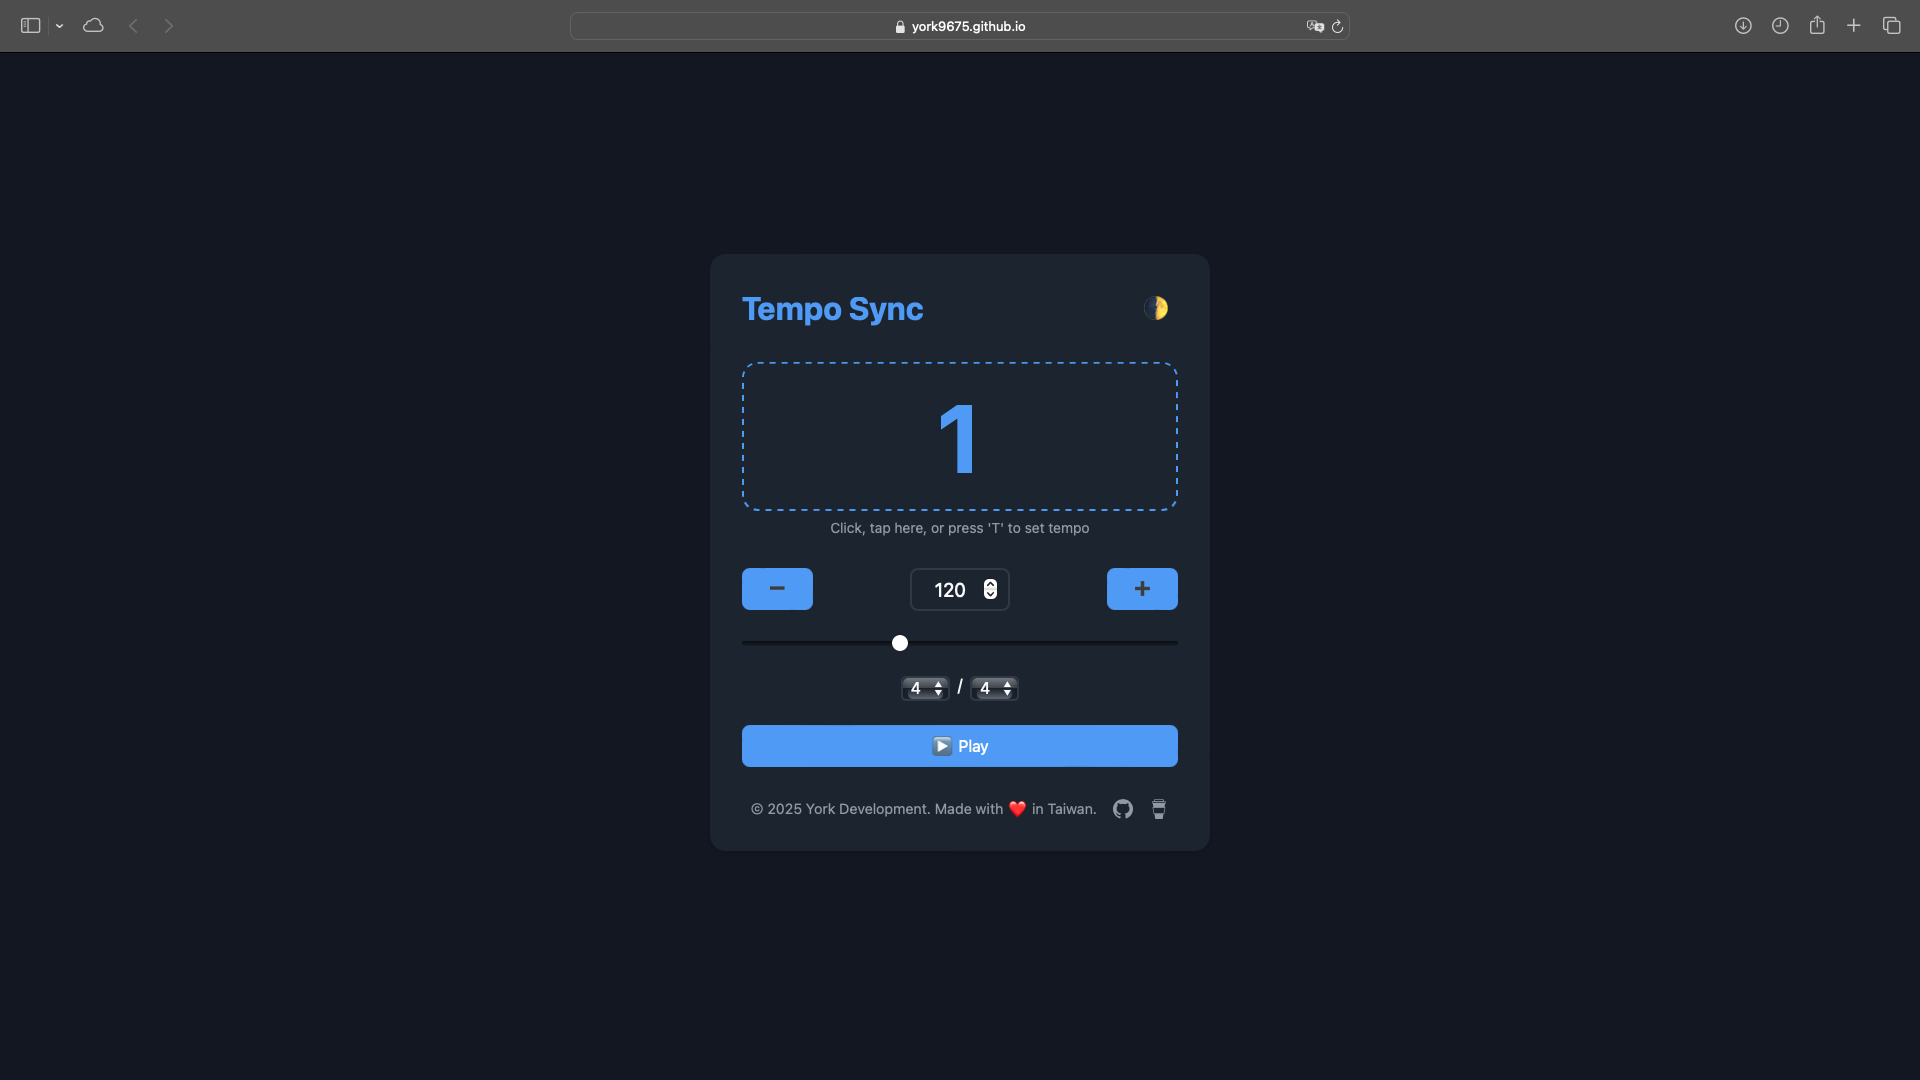 york9675.github.io
Tempo Sync
1
Click, tap here, or press 'T' to set tempo
− 120 +
4 / 4
Play
© 2025 York Development. Made with ❤️ in Taiwan.